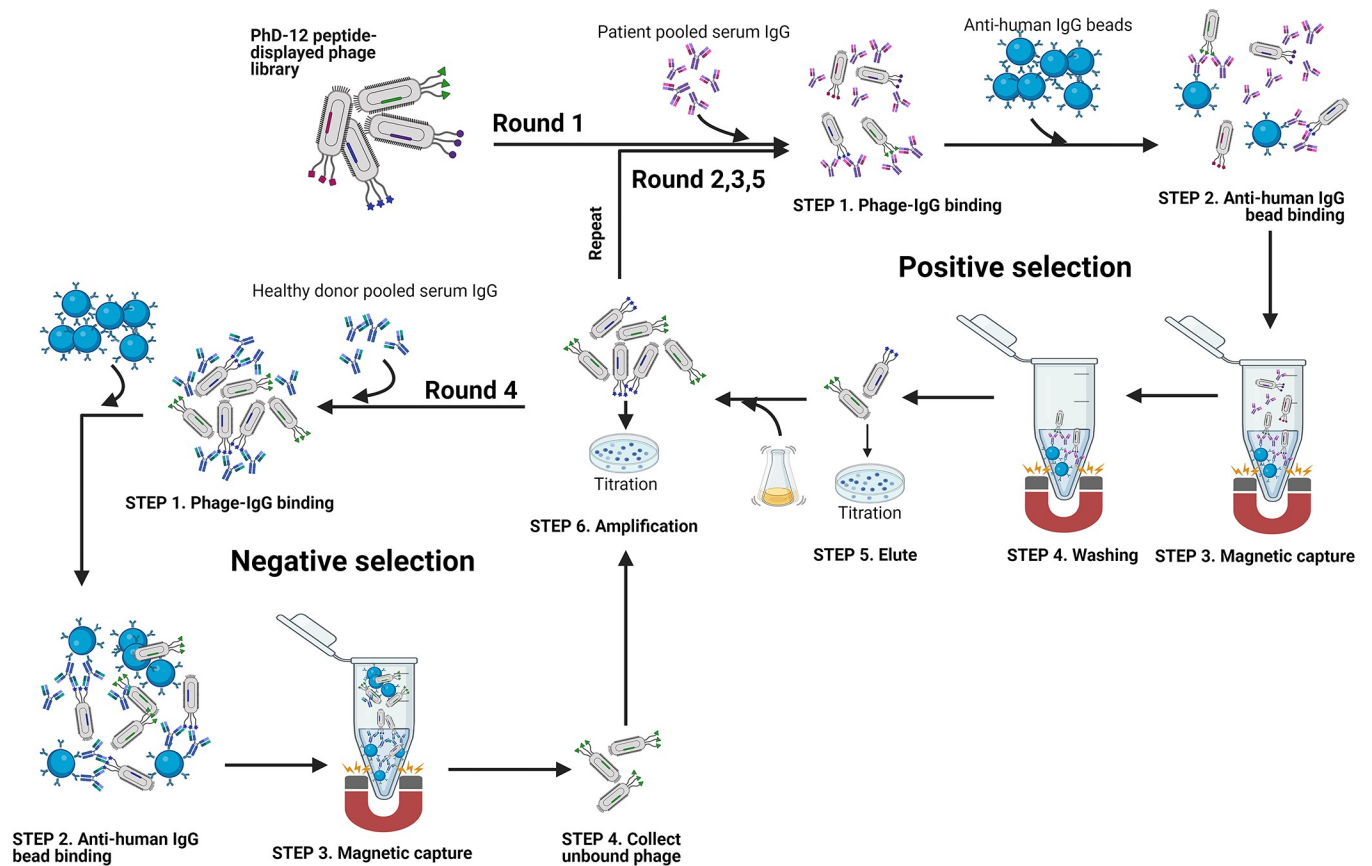 PhD-12 peptide-
displayed phage
library
Round 1
Patient pooled serum IgG
Anti-human IgG beads
Round 2,3,5
Repeat
STEP 1. Phage-IgG binding
STEP 2. Anti-human IgG
bead binding
Positive selection
STEP 3. Magnetic capture
STEP 4. Washing
STEP 5. Elute
Titration
Titration
STEP 6. Amplification
Healthy donor pooled serum IgG
Round 4
STEP 1. Phage-IgG binding
Negative selection
STEP 2. Anti-human IgG
bead binding
STEP 3. Magnetic capture
STEP 4. Collect
unbound phage